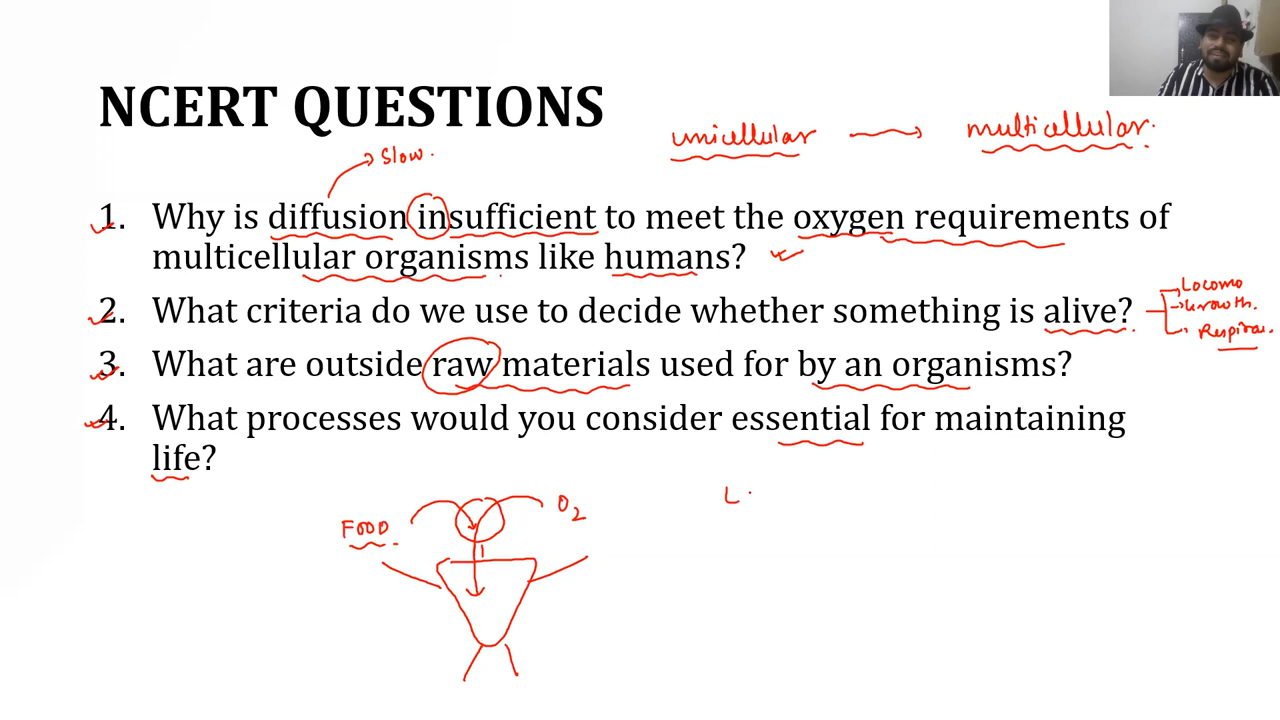 NCERT QUESTIONS
unicellular → multicellular.
→ Slow.
1. Why is diffusion insufficient to meet the oxygen requirements of
multicellular organisms like humans?
2. What criteria do we use to decide whether something is alive?
Locomo
Growth.
Respirat.
3. What are outside raw materials used for by an organisms?
4. What processes would you consider essential for maintaining
life?
FOOD
O2
L.